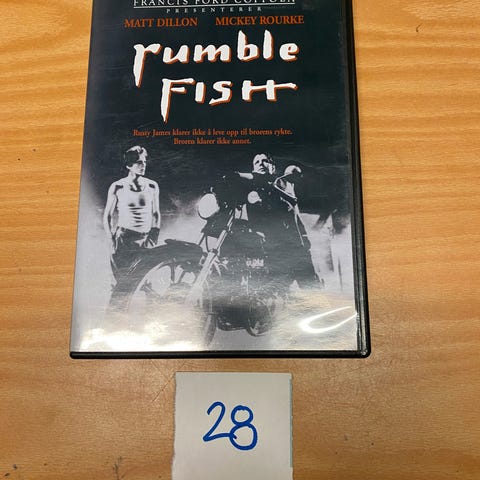 FRANCIS FORD COPPOLA
PRESENTERER
MATT DILLON MICKEY ROURKE
rumble
FISH
Rusty James klarer ikke å leve opp til brorens rykte.
Broren klarer ikke annet.
28